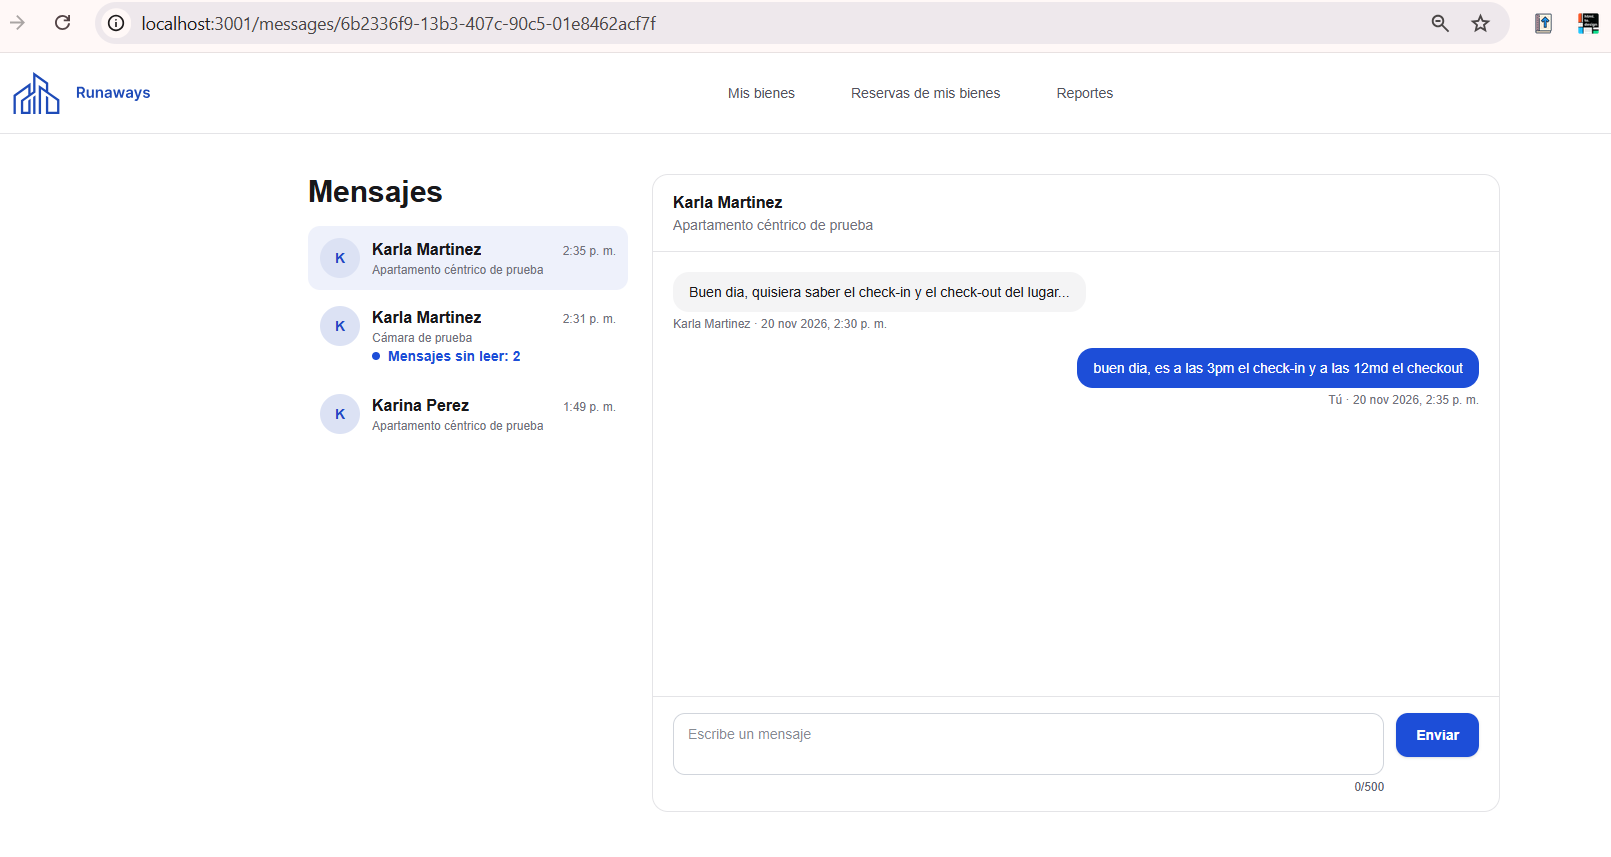 localhost:3001/messages/6b2336f9-13b3-407c-90c5-01e8462acf7f
Runaways
Mis bienes
Reservas de mis bienes
Reportes
Mensajes
K
Karla Martinez
2:35 p. m.
Apartamento céntrico de prueba
K
Karla Martinez
2:31 p. m.
Cámara de prueba
Mensajes sin leer: 2
K
Karina Perez
1:49 p. m.
Apartamento céntrico de prueba
Karla Martinez
Apartamento céntrico de prueba
Buen dia, quisiera saber el check-in y el check-out del lugar...
Karla Martinez · 20 nov 2026, 2:30 p. m.
buen dia, es a las 3pm el check-in y a las 12md el checkout
Tú · 20 nov 2026, 2:35 p. m.
Escribe un mensaje
Enviar
0/500